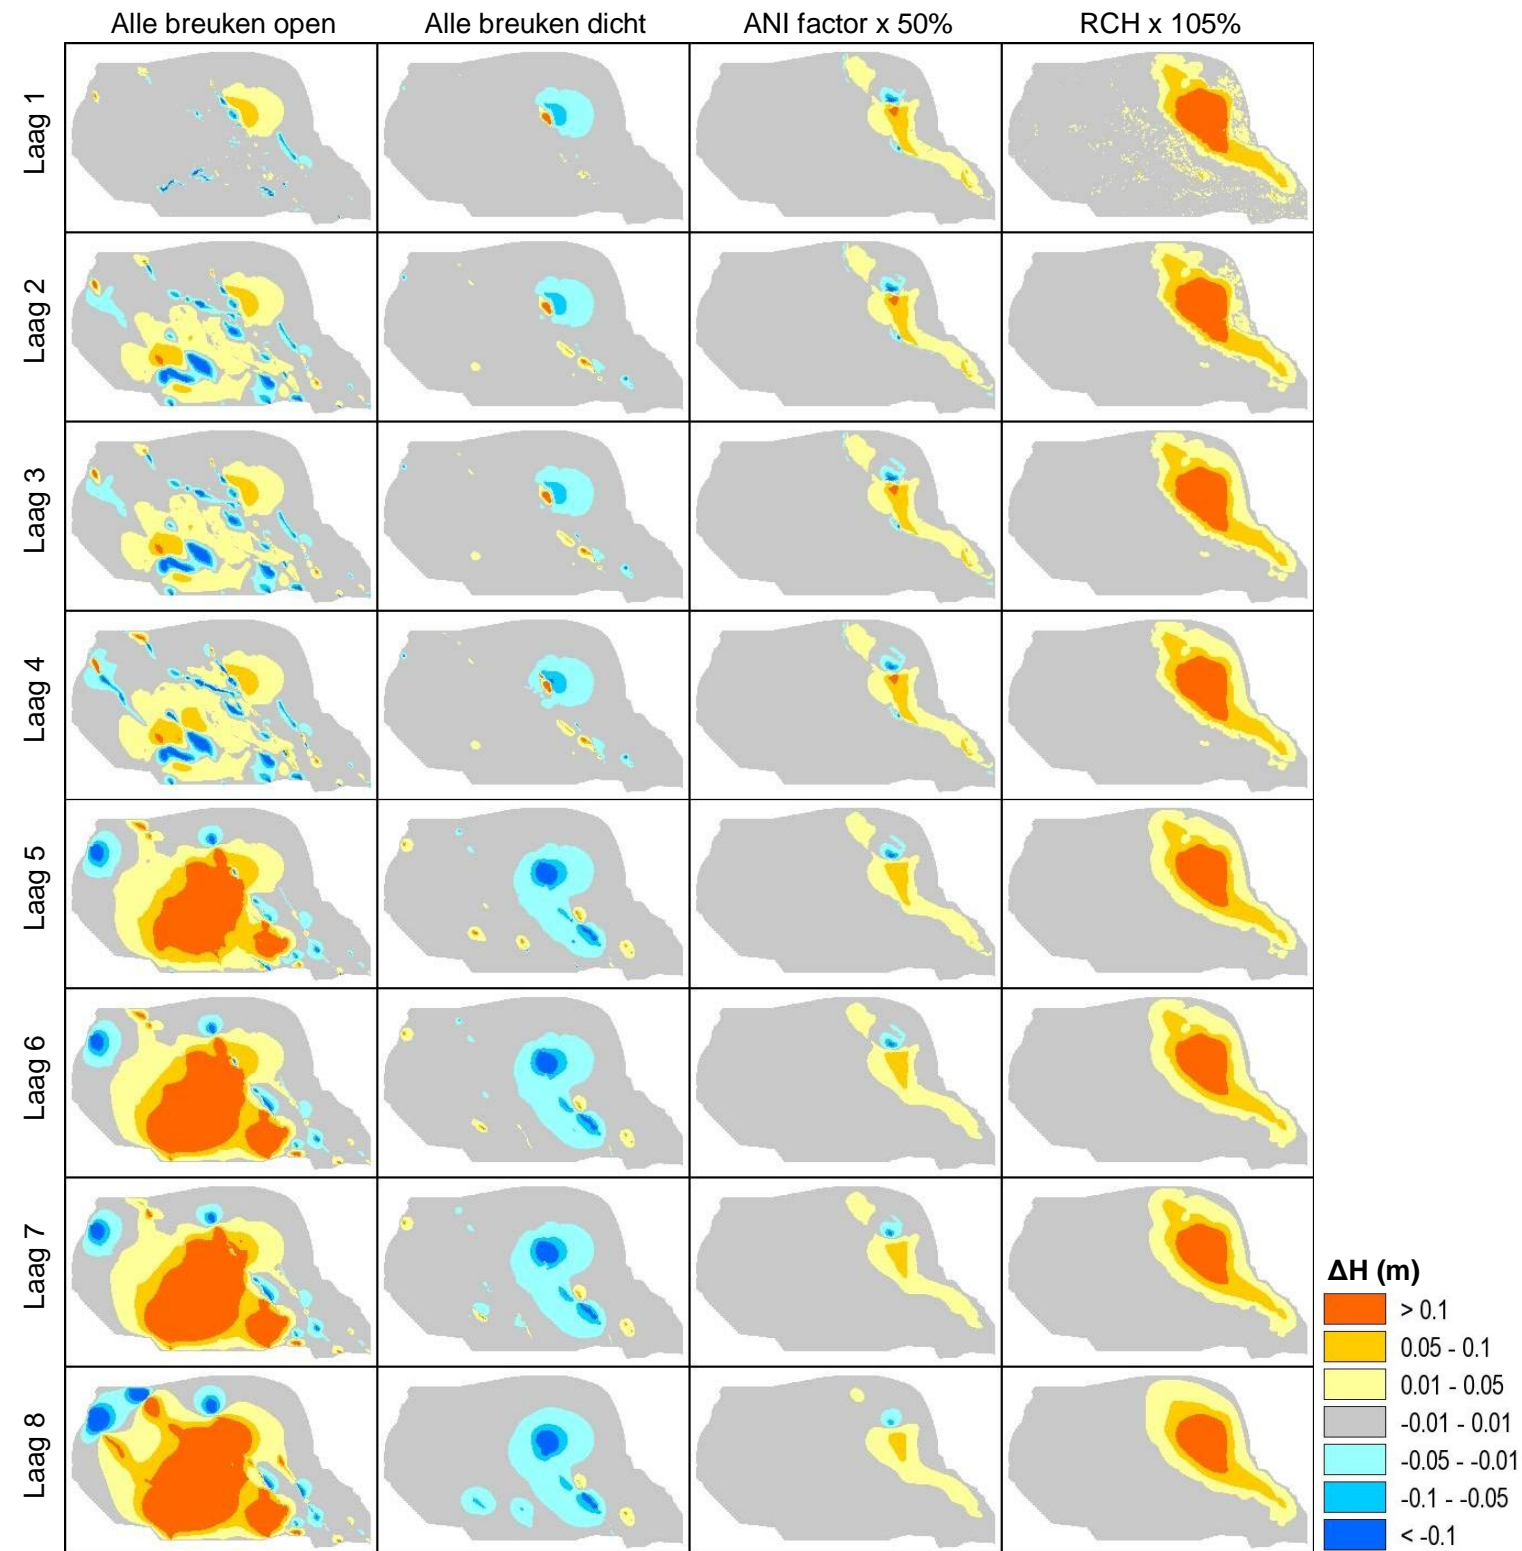 Alle breuken open
Alle breuken dicht
ANI factor x 50%
RCH x 105%
Laag 1
Laag 2
Laag 3
Laag 4
Laag 5
Laag 6
Laag 7
Laag 8
ΔH (m)
> 0.1
0.05 - 0.1
0.01 - 0.05
-0.01 - 0.01
-0.05 - -0.01
-0.1 - -0.05
< -0.1